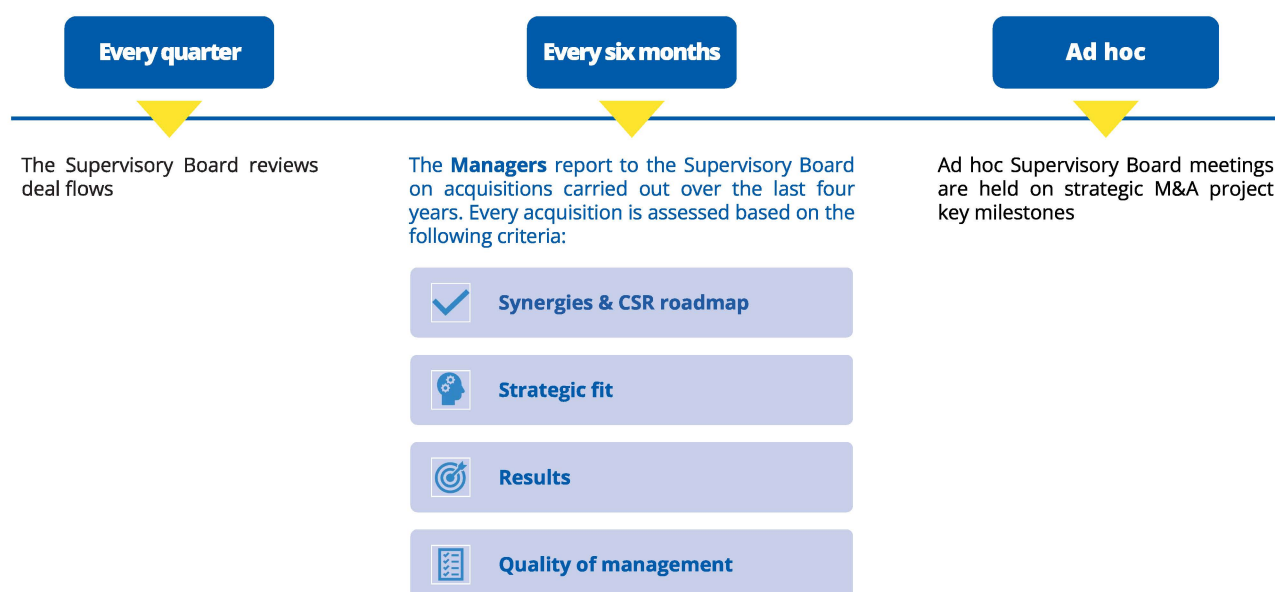 Every quarter
The Supervisory Board reviews
deal flows
Every six months
The Managers report to the Supervisory Board
on acquisitions carried out over the last four
years. Every acquisition is assessed based on the
following criteria:
Synergies & CSR roadmap
Strategic fit
Results
Quality of management
Ad hoc
Ad hoc Supervisory Board meetings
are held on strategic M&A project
key milestones